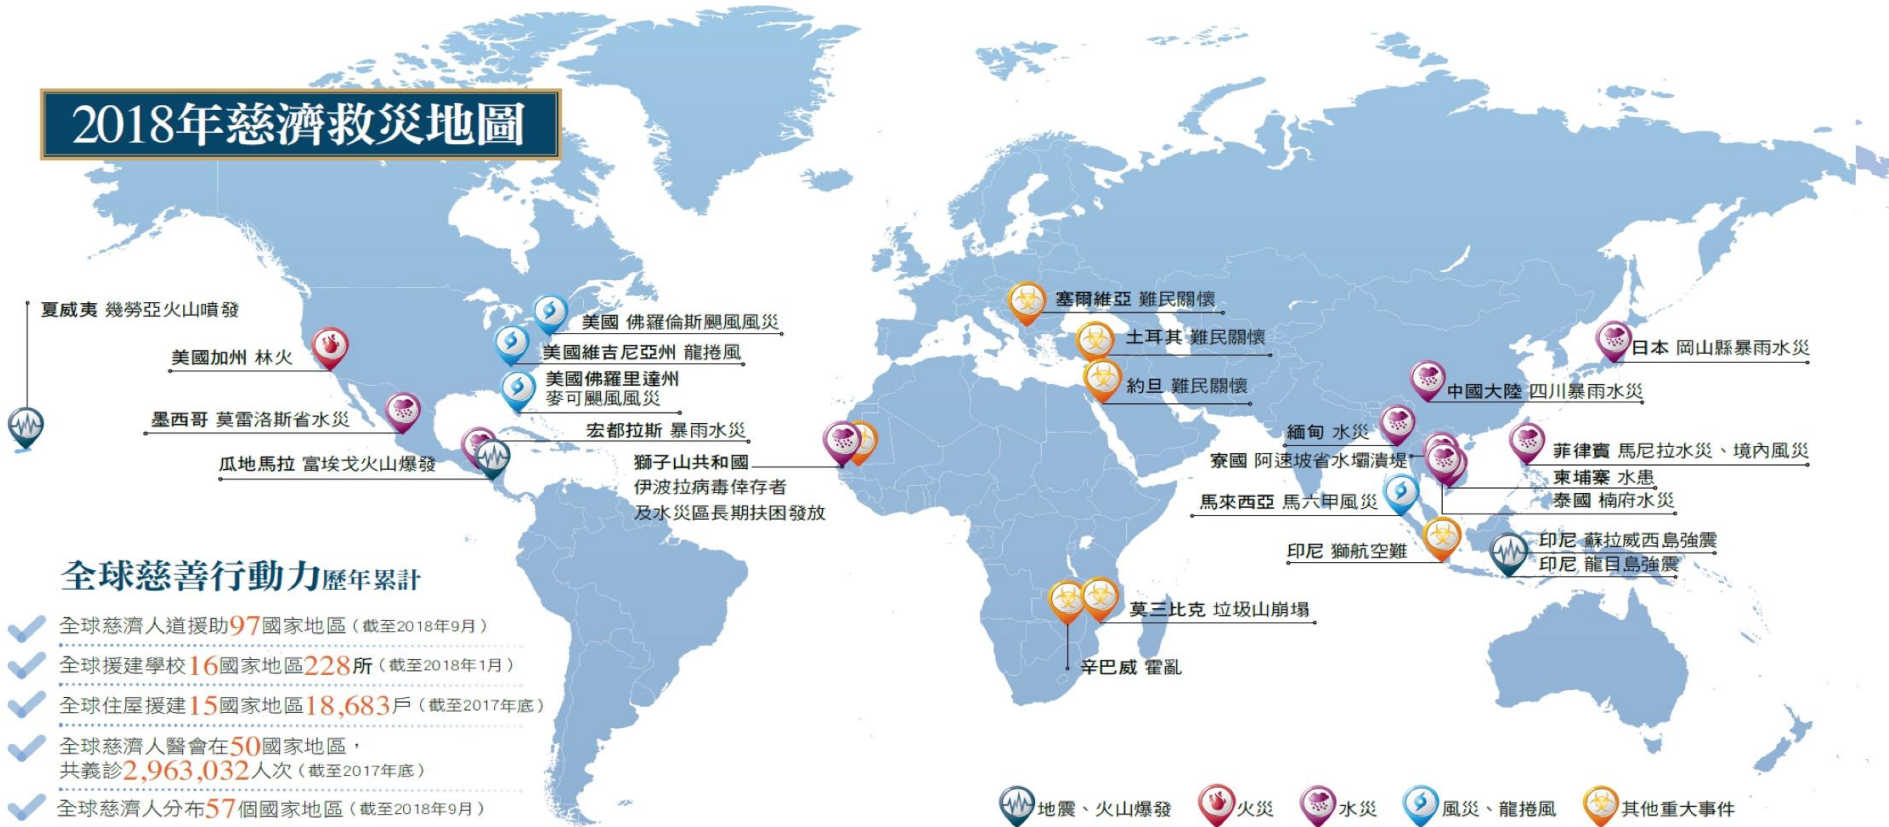 2018年慈濟救災地圖
夏威夷 幾勞亞火山噴發
美國加州 林火
墨西哥 莫雷洛斯省水災
瓜地馬拉 富埃戈火山爆發
美國 佛羅倫斯颶風風災
美國維吉尼亞州 龍捲風
美國佛羅里達州
麥可颶風風災
宏都拉斯 暴雨水災
獅子山共和國
伊波拉病毒倖存者
及水災區長期扶困發放
塞爾維亞 難民關懷
土耳其 難民關懷
約旦 難民關懷
日本 岡山縣暴雨水災
中國大陸 四川暴雨水災
緬甸 水災
寮國 阿速坡省水壩潰堤
菲律賓 馬尼拉水災、境內風災
柬埔寨 水患
泰國 楠府水災
馬來西亞 馬六甲風災
印尼 獅航空難
印尼 蘇拉威西島強震
印尼 龍目島強震
莫三比克 垃圾山崩塌
辛巴威 霍亂
全球慈善行動力歷年累計
全球慈濟人道援助97國家地區(截至2018年9月)
全球援建學校16國家地區228所(截至2018年1月)
全球住屋援建15國家地區18,683戶(截至2017年底)
全球慈濟人醫會在50國家地區，
共義診2,963,032人次(截至2017年底)
全球慈濟人分布57個國家地區(截至2018年9月)
地震、火山爆發
火災
水災
風災、龍捲風
其他重大事件